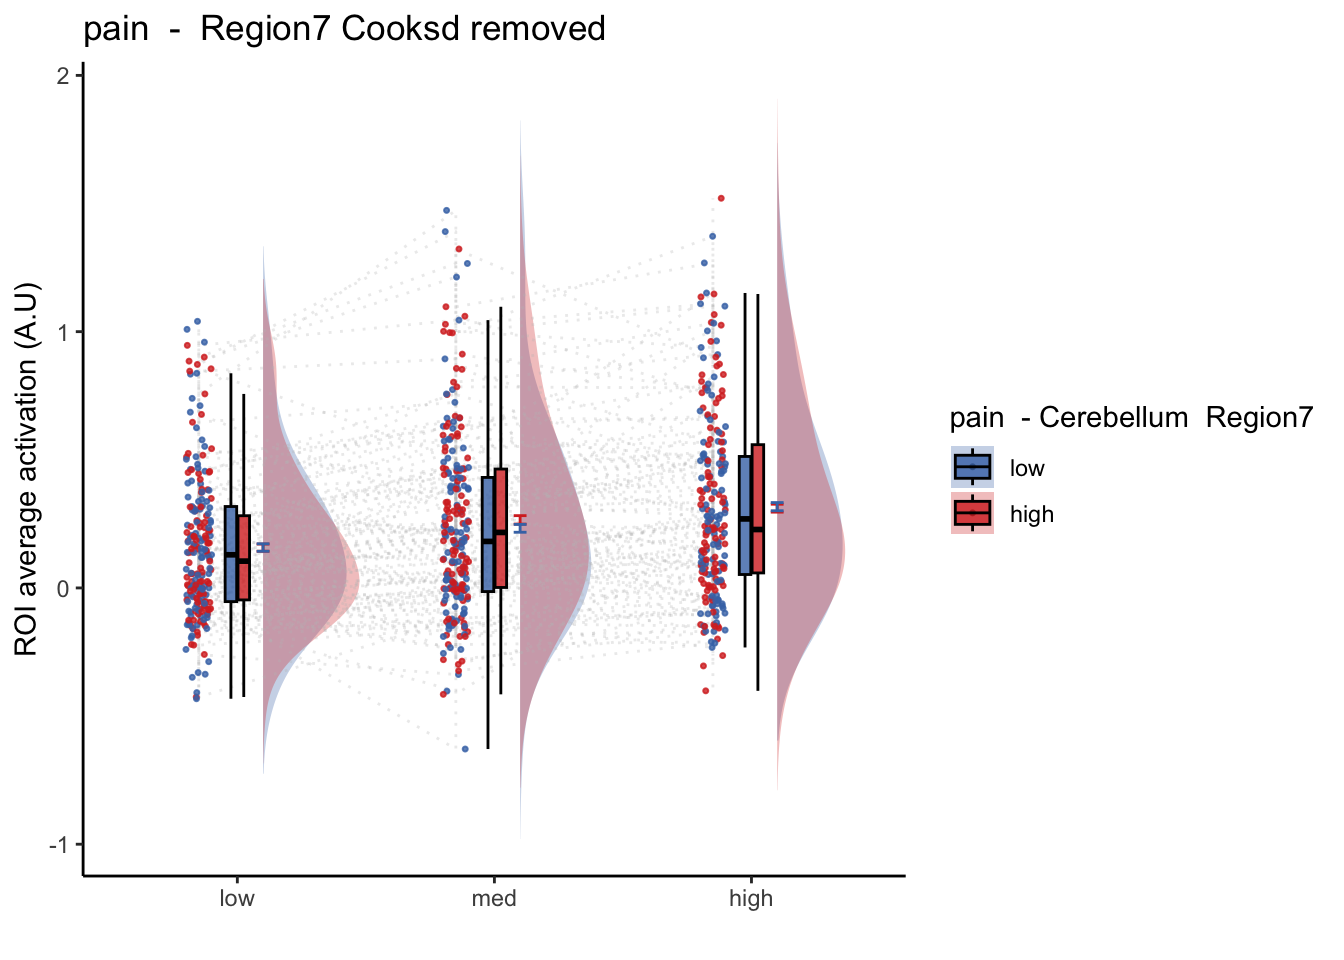 pain  -  Region7 Cooksd removed
ROI average activation (A.U)
2
1
0
-1
low
med
high
pain  - Cerebellum  Region7
low
high